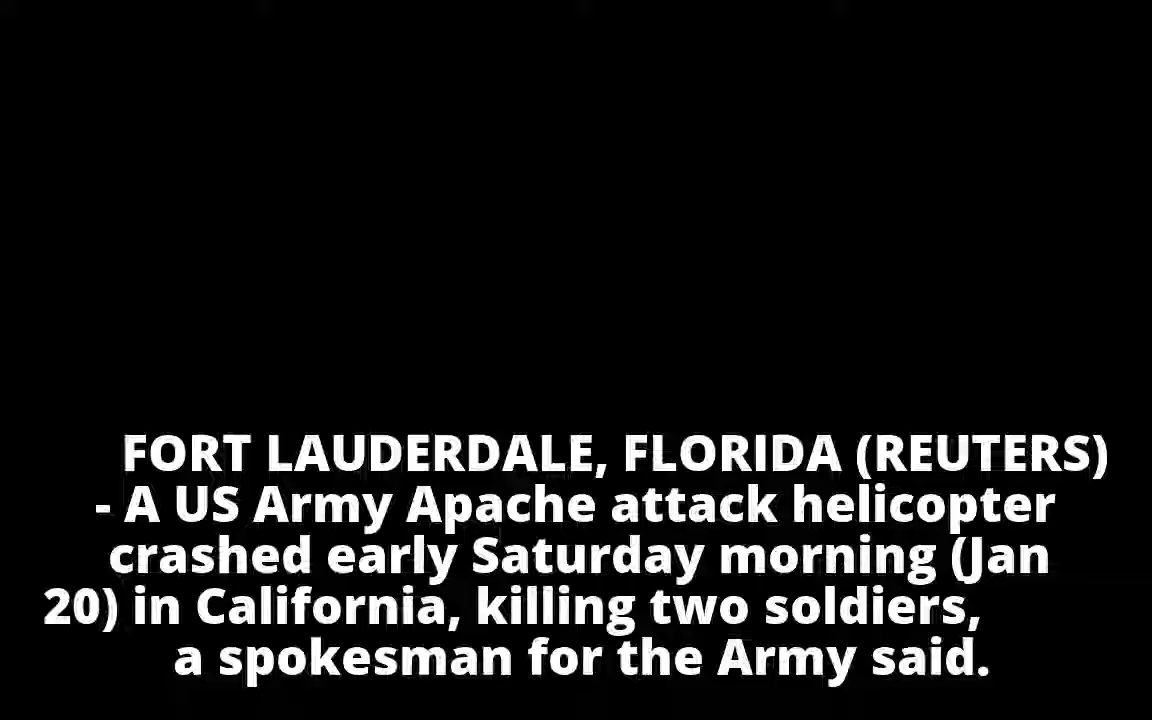 FORT LAUDERDALE, FLORIDA (REUTERS)
- A US Army Apache attack helicopter
crashed early Saturday morning (Jan
20) in California, killing two soldiers,
a spokesman for the Army said.